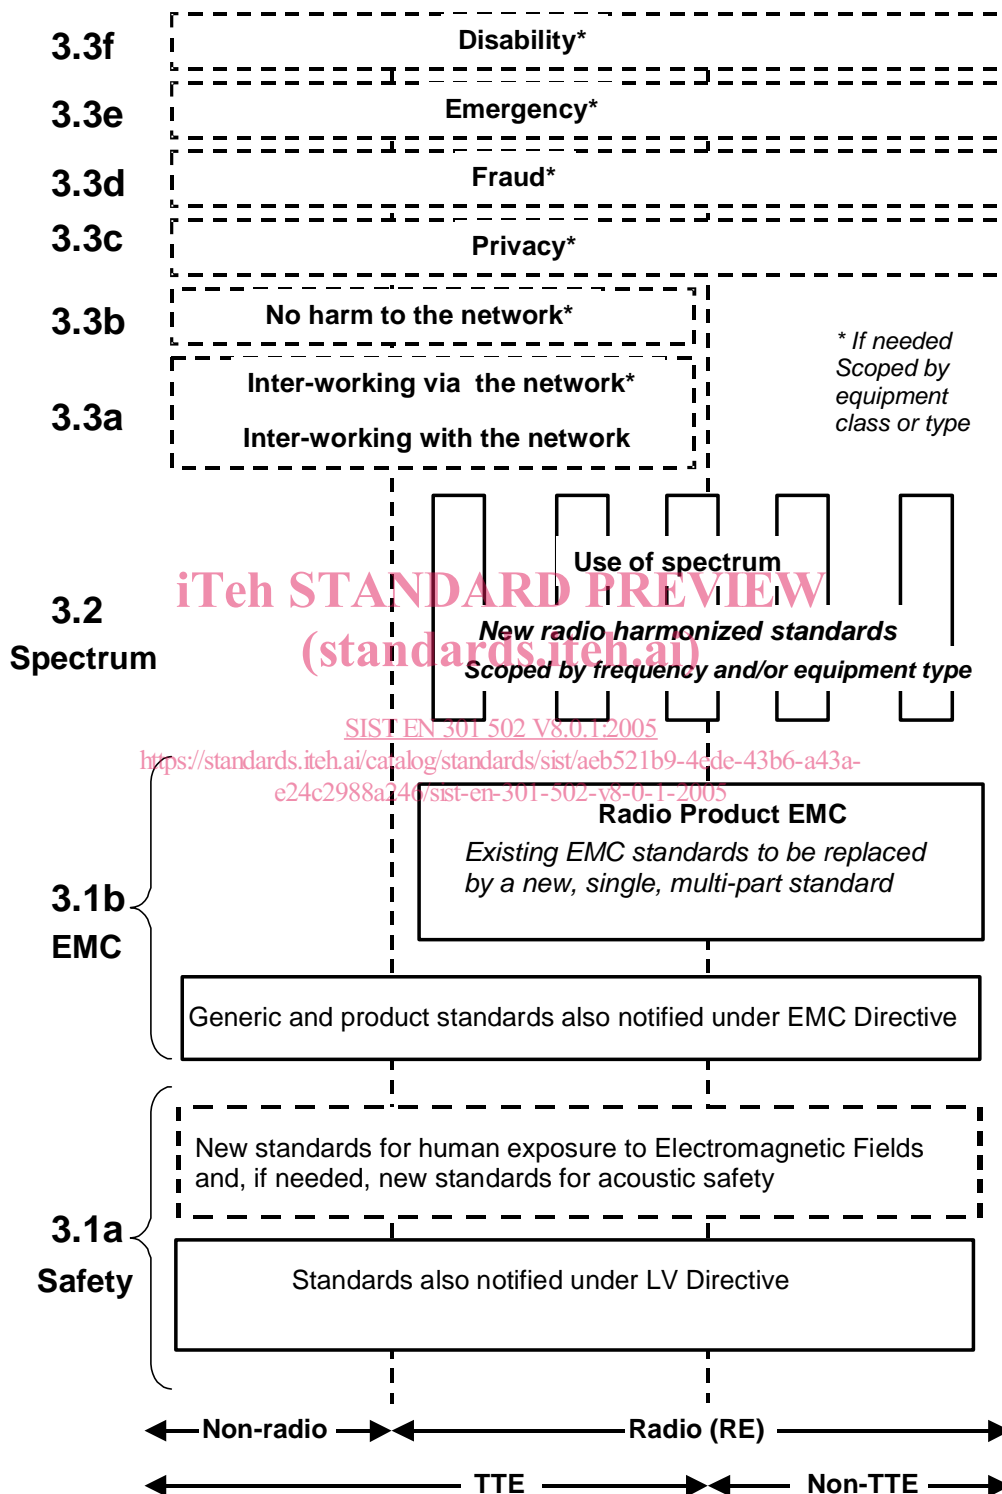 3.3f
Disability*
3.3e
Emergency*
3.3d
Fraud*
3.3c
Privacy*
3.3b
No harm to the network*
* If needed
Scoped by
equipment
class or type
3.3a
Inter-working via the network*
Inter-working with the network
Use of spectrum
iTeh STANDARD PREVIEW
3.2
Spectrum
New radio harmonized standards
(standards.iteh.ai)
Scoped by frequency and/or equipment type
SIST EN 301 502 V8.0.1:2005
https://standards.iteh.ai/catalog/standards/sist/aeb521b9-4ede-43b6-a43a-
e24c2988a246/sist-en-301-502-v8-0-1-2005
Radio Product EMC
Existing EMC standards to be replaced
by a new, single, multi-part standard
3.1b
EMC
Generic and product standards also notified under EMC Directive
New standards for human exposure to Electromagnetic Fields
and, if needed, new standards for acoustic safety
3.1a
Safety
Standards also notified under LV Directive
Non-radio
Radio (RE)
TTE
Non-TTE